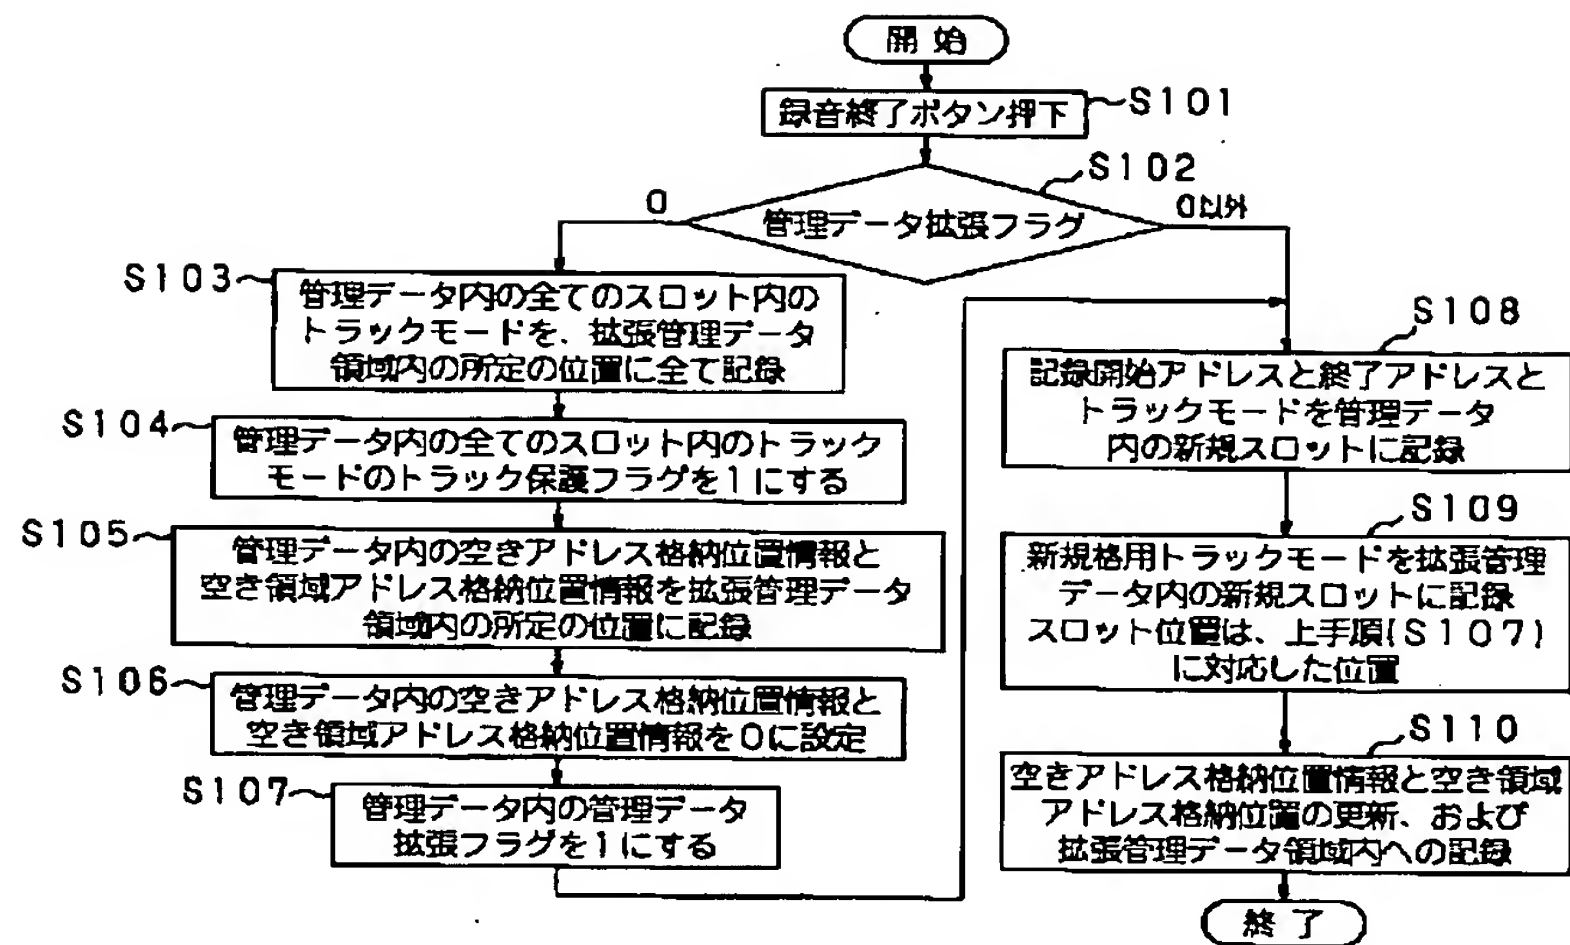 開始
録音終了ボタン押下
S101
S102
管理データ拡張フラグ
0
0以外
S103
管理データ内の全てのスロット内の
トラックモードを、拡張管理データ
領域内の所定の位置に全て記録
S104
管理データ内の全てのスロット内のトラック
モードのトラック保護フラグを1にする
S105
管理データ内の空きアドレス格納位置情報と
空き領域アドレス格納位置情報を拡張管理データ
領域内の所定の位置に記録
S106
管理データ内の空きアドレス格納位置情報と
空き領域アドレス格納位置情報を0に設定
S107
管理データ内の管理データ
拡張フラグを1にする
S108
記録開始アドレスと終了アドレスと
トラックモードを管理データ
内の新規スロットに記録
S109
新規格用トラックモードを拡張管理
データ内の新規スロットに記録
スロット位置は、上手項(S107)
に対応した位置
S110
空きアドレス格納位置情報と空き領域
アドレス格納位置の更新、および
拡張管理データ領域内への記録
終了